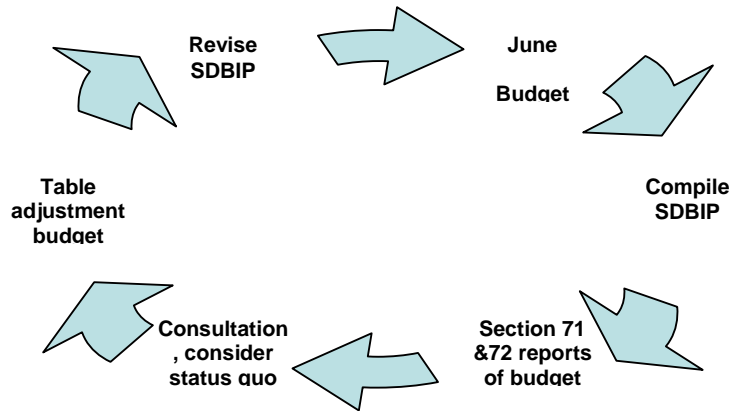 Revise
SDBIP
June
Budget
Compile
SDBIP
Section 71
&72 reports
of budget
Consultation
, consider
status quo
Table
adjustment
budget